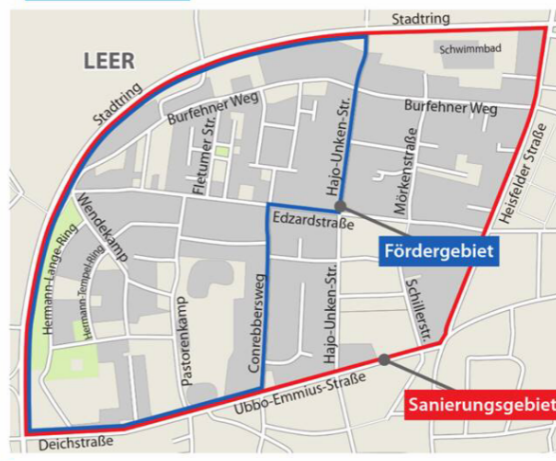 Stadtring
Schwimmbad
LEER
Stadtring
Burfehner Weg
Burfehner Weg
Fletumer Str.
Hajo-Unken-Str.
Mörkenstraße
Heisfelder Straße
Wendekamp
Edzardstraße
Fördergebiet
Hermann-Lange-Ring
Hermann-Tempel-Ring
Pastorenkamp
Conrebbersweg
Hajo-Unken-Str.
Schillerstr.
Ubbo-Emmius-Straße
Sanierungsgebiet
Deichstraße